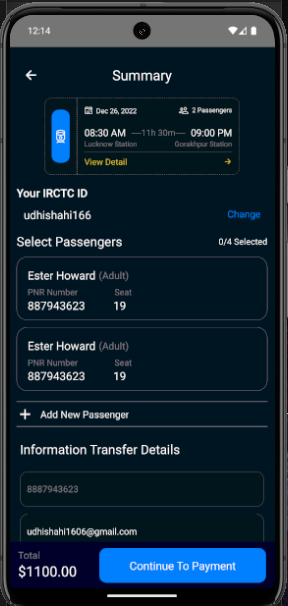 12:14
Summary
Dec 26, 2022
2 Passengers
08:30 AM —11h 30m— 09:00 PM
Lucknow Station
Gorakhpur Station
View Detail
Your IRCTC ID
udhishahi166
Change
Select Passengers
0/4 Selected
Ester Howard (Adult)
PNR Number Seat
887943623 19
Ester Howard (Adult)
PNR Number Seat
887943623 19
+ Add New Passenger
Information Transfer Details
8887943623
udhishahi1606@gmail.com
Total
$1100.00
Continue To Payment